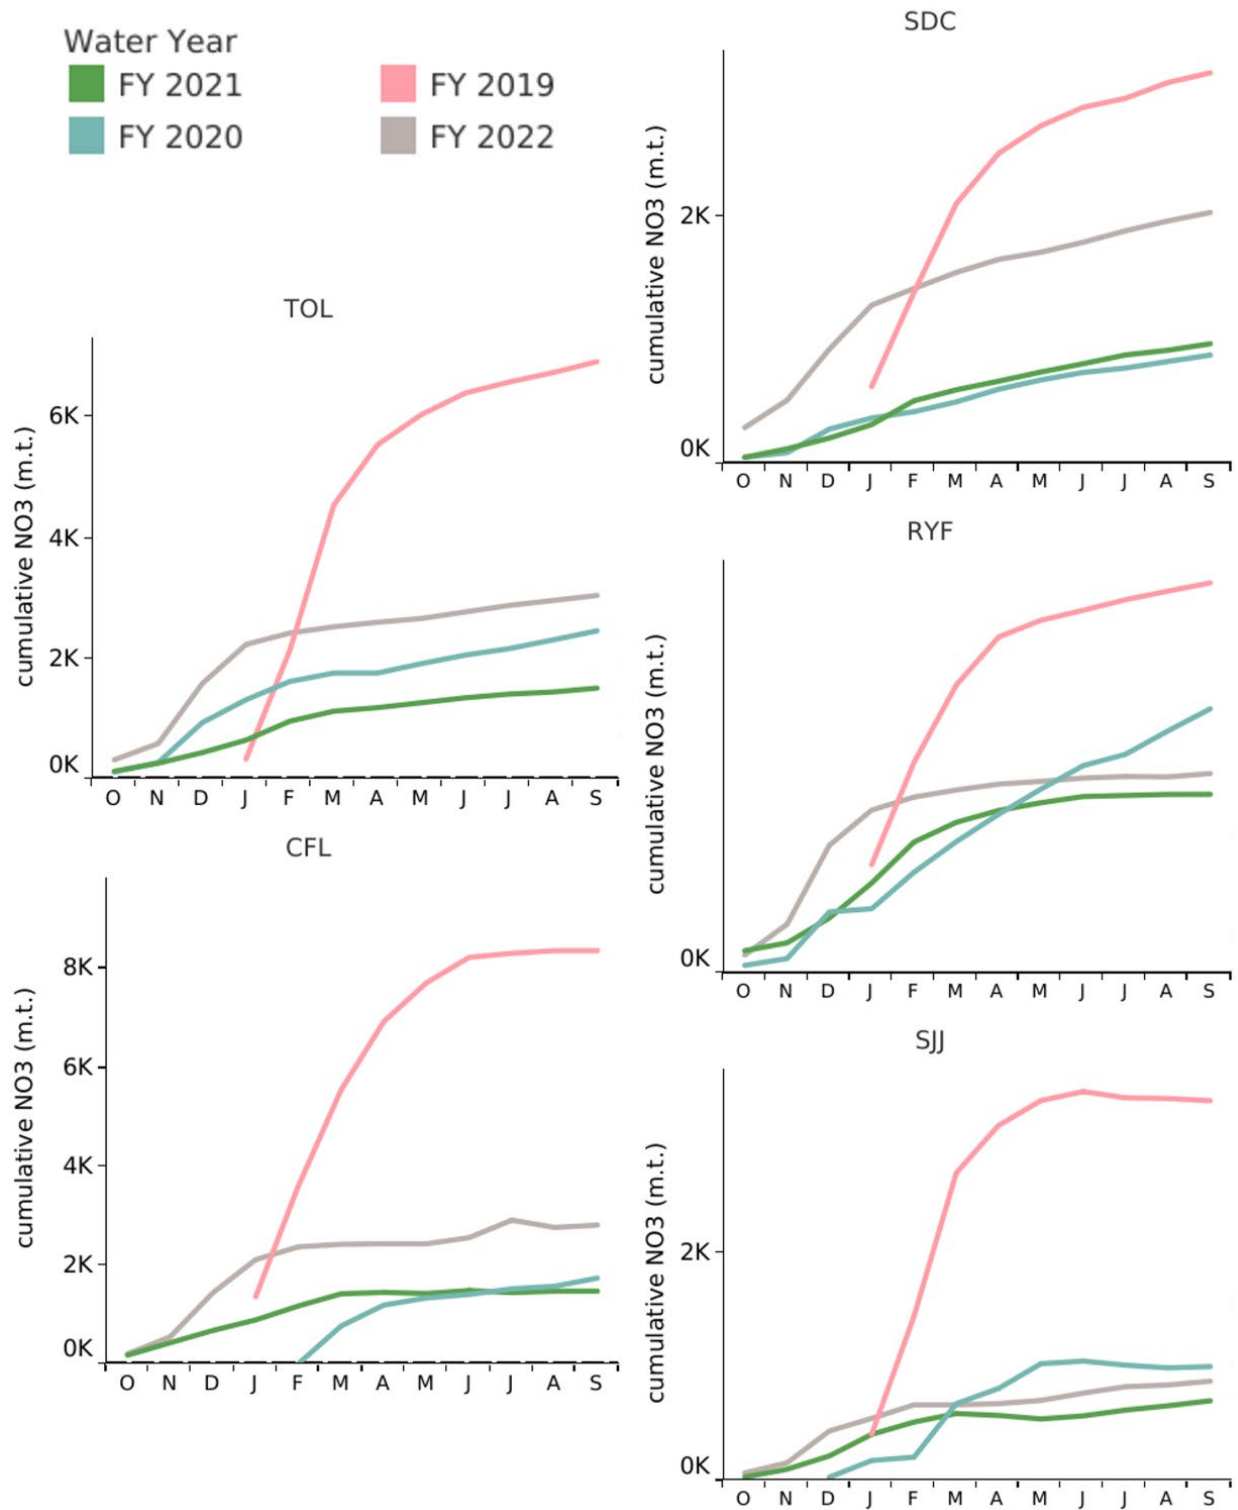 Water Year
FY 2021
FY 2019
FY 2020
FY 2022
TOL
cumulative NO3 (m.t.)
6K
4K
2K
0K
O N D J F M A M J J A S
CFL
cumulative NO3 (m.t.)
8K
6K
4K
2K
0K
O N D J F M A M J J A S
SDC
cumulative NO3 (m.t.)
2K
0K
O N D J F M A M J J A S
RYF
cumulative NO3 (m.t.)
0K
O N D J F M A M J J A S
SJJ
cumulative NO3 (m.t.)
2K
0K
O N D J F M A M J J A S